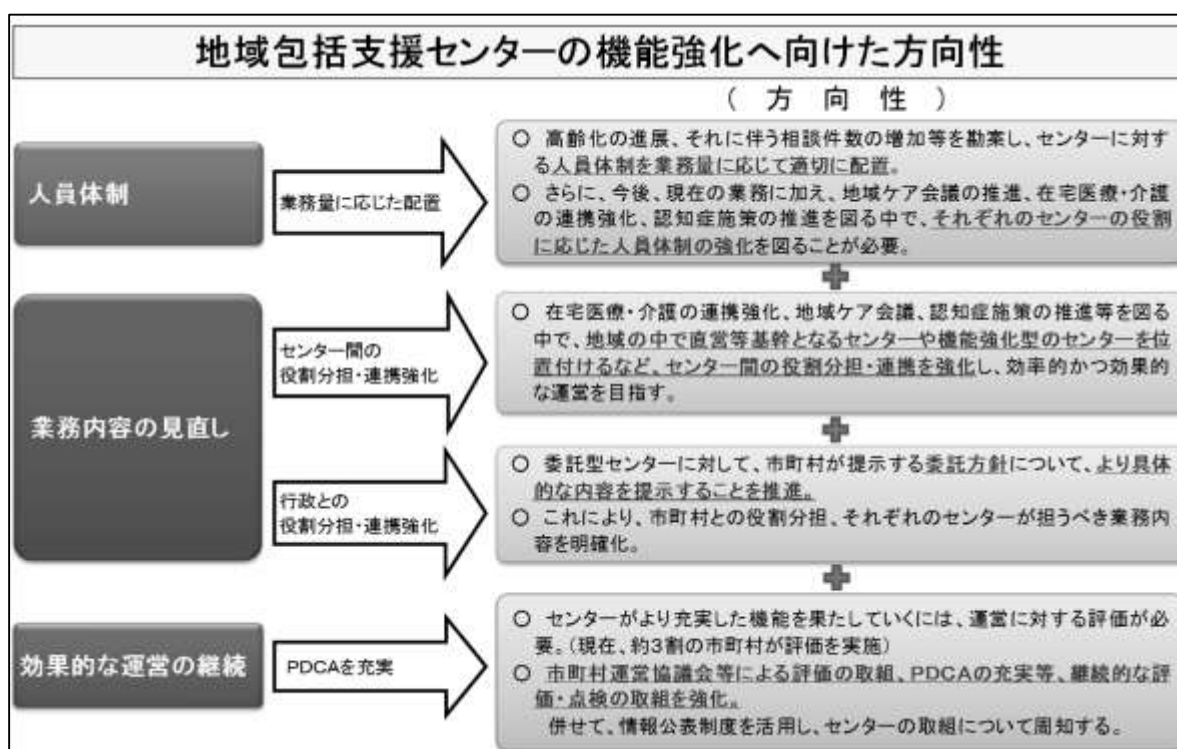 地域包括支援センターの機能強化へ向けた方向性
(方向性)
人員体制
業務量に応じた配置
○ 高齢化の進展、それに伴う相談件数の増加等を勘案し、センターに対す
る人員体制を業務量に応じて適切に配置。
○ さらに、今後、現在の業務に加え、地域ケア会議の推進、在宅医療・介護
の連携強化、認知症施策の推進を図る中で、それぞれのセンターの役割
に応じた人員体制の強化を図ることが必要。
業務内容の見直し
センター間の
役割分担・連携強化
○ 在宅医療・介護の連携強化、地域ケア会議、認知症施策の推進等を図る
中で、地域の中で直営等基幹となるセンターや機能強化型のセンターを位
置付けるなど、センター間の役割分担・連携を強化し、効率的かつ効果的
な運営を目指す。
行政との
役割分担・連携強化
○ 委託型センターに対して、市町村が提示する委託方針について、より具体
的な内容を提示することを推進。
○ これにより、市町村との役割分担、それぞれのセンターが担うべき業務内
容を明確化。
効果的な運営の継続
PDCAを充実
○ センターがより充実した機能を果たしていくには、運営に対する評価が必
要。(現在、約3割の市町村が評価を実施)
○ 市町村運営協議会等による評価の取組、PDCAの充実等、継続的な評
価・点検の取組を強化。
併せて、情報公表制度を活用し、センターの取組について周知する。